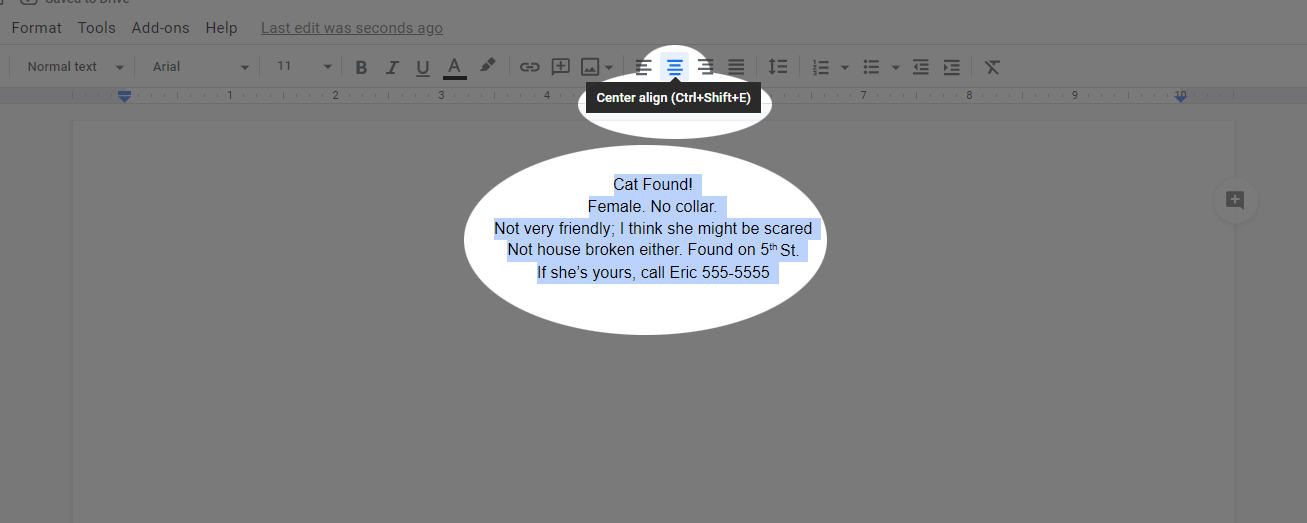 Saved to Drive
Format Tools Add-ons Help Last edit was seconds ago
Normal text Arial 11 B I U A
Center align (Ctrl+Shift+E)
1 2 3 4 7 8 9 10
Cat Found!
Female. No collar.
Not very friendly; I think she might be scared
Not house broken either. Found on 5th St.
If she’s yours, call Eric 555-5555